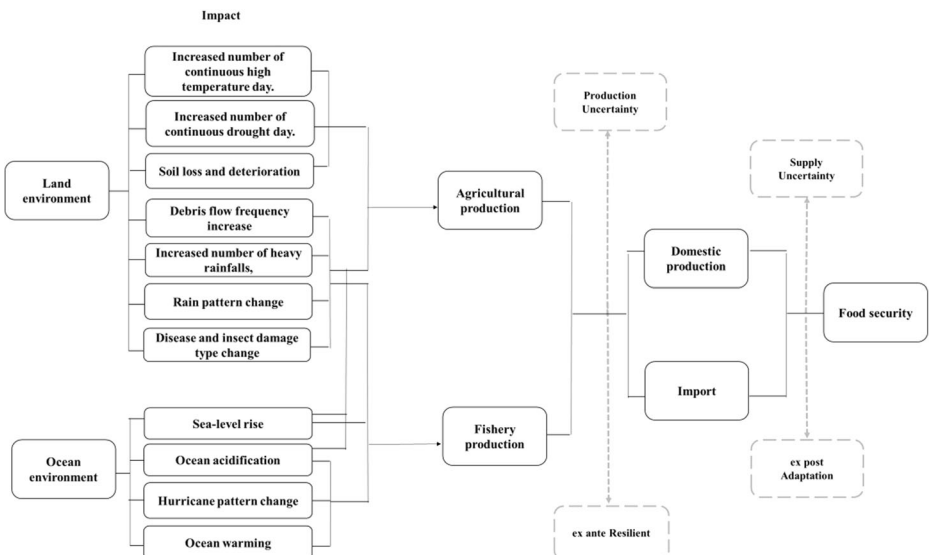 Impact
Increased number of
continuous high
temperature day.
Increased number of
continuous drought day.
Soil loss and deterioration
Land
environment
Debris flow frequency
increase
Increased number of heavy
rainfalls,
Rain pattern change
Disease and insect damage
type change
Sea-level rise
Ocean
environment
Ocean acidification
Hurricane pattern change
Ocean warming
Agricultural
production
Fishery
production
Production
Uncertainty
ex ante Resilient
Domestic
production
Import
Supply
Uncertainty
ex post
Adaptation
Food security